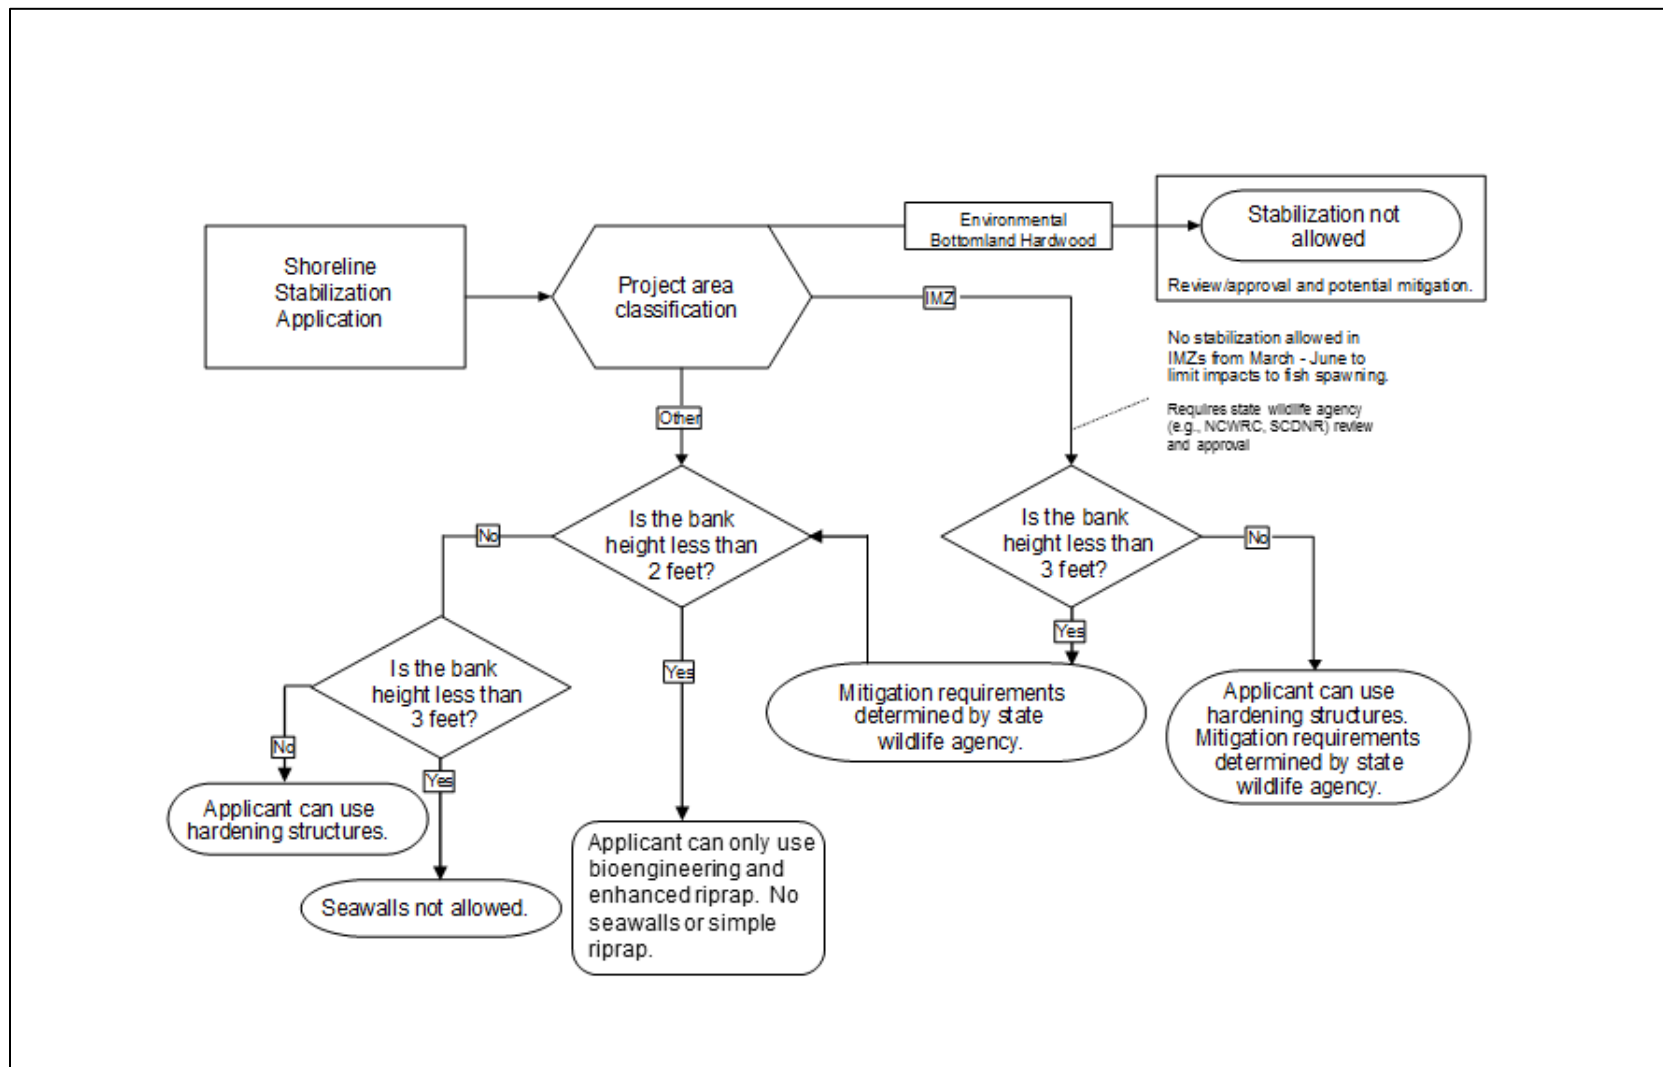 Shoreline
Stabilization
Application
Project area
classification
Environmental
Bottomland Hardwood
Stabilization not
allowed
Review/approval and potential mitigation.
IMZ
No stabilization allowed in
IMZs from March - June to
limit impacts to fish spawning.
Requires state wildlife agency
(e.g., NCWRC, SCDNR) review
and approval
Other
Is the bank
height less than
2 feet?
No
Is the bank
height less than
3 feet?
No
Yes
Yes
Is the bank
height less than
3 feet?
No
Yes
Mitigation requirements
determined by state
wildlife agency.
Applicant can use
hardening structures.
Mitigation requirements
determined by state
wildlife agency.
Applicant can use
hardening structures.
Seawalls not allowed.
Applicant can only use
bioengineering and
enhanced riprap.  No
seawalls or simple
riprap.